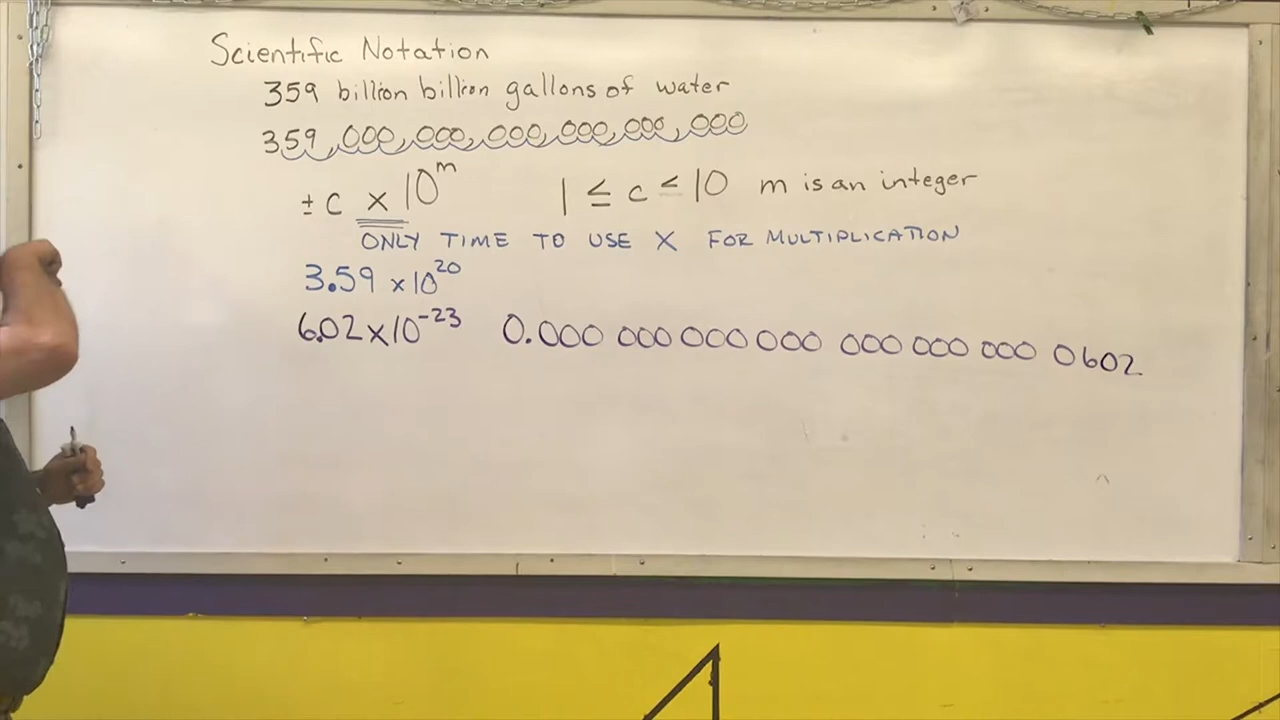 Scientific Notation
359 billion billion gallons of water
359,000,000,000,000,000,000
± c × 10^m 1 ≤ c ≤ 10 m is an integer
ONLY TIME TO USE X FOR MULTIPLICATION
3.59 × 10^20
6.02 × 10^-23 0.000 000 000 000 000 000 000 0602